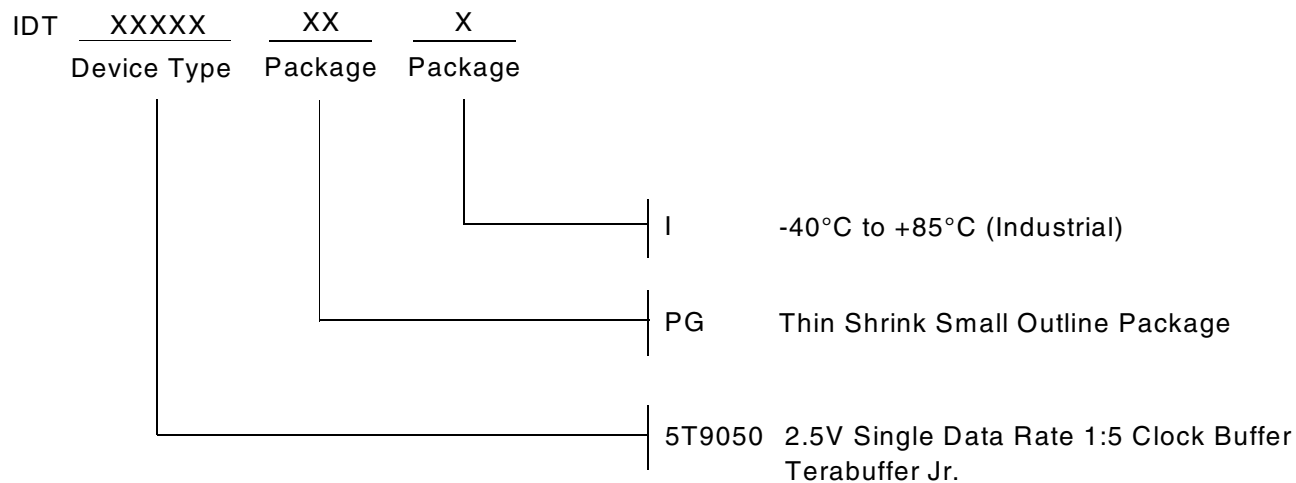 IDT XXXXX XX X
Device Type Package Package
I -40°C to +85°C (Industrial)
PG Thin Shrink Small Outline Package
5T9050 2.5V Single Data Rate 1:5 Clock Buffer
Terabuffer Jr.